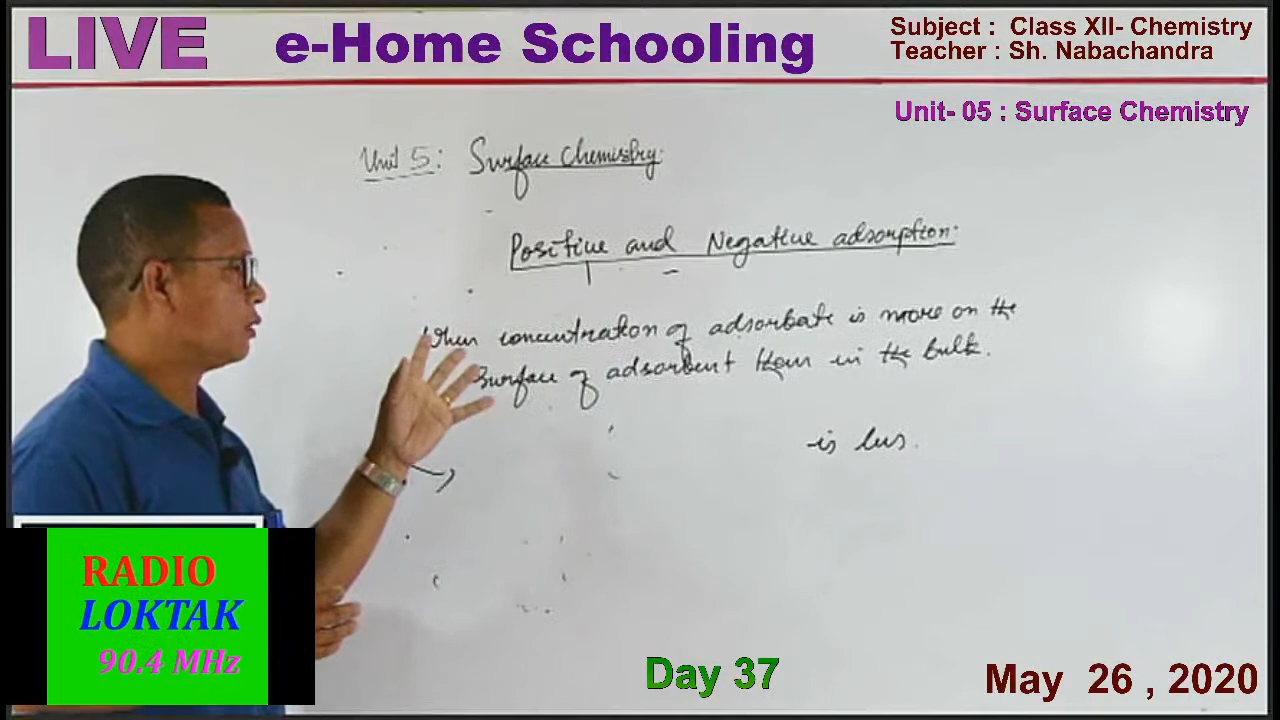 LIVE
e-Home Schooling
Subject : Class XII- Chemistry
Teacher : Sh. Nabachandra
Unit- 05 : Surface Chemistry
Unit 5: Surface Chemistry:
Positive and Negative adsorption:
When concentration of adsorbate is more on the
Surface of adsorbent than in the bulk.
is less.
RADIO
LOKTAK
90.4 MHz
Day 37
May 26 , 2020